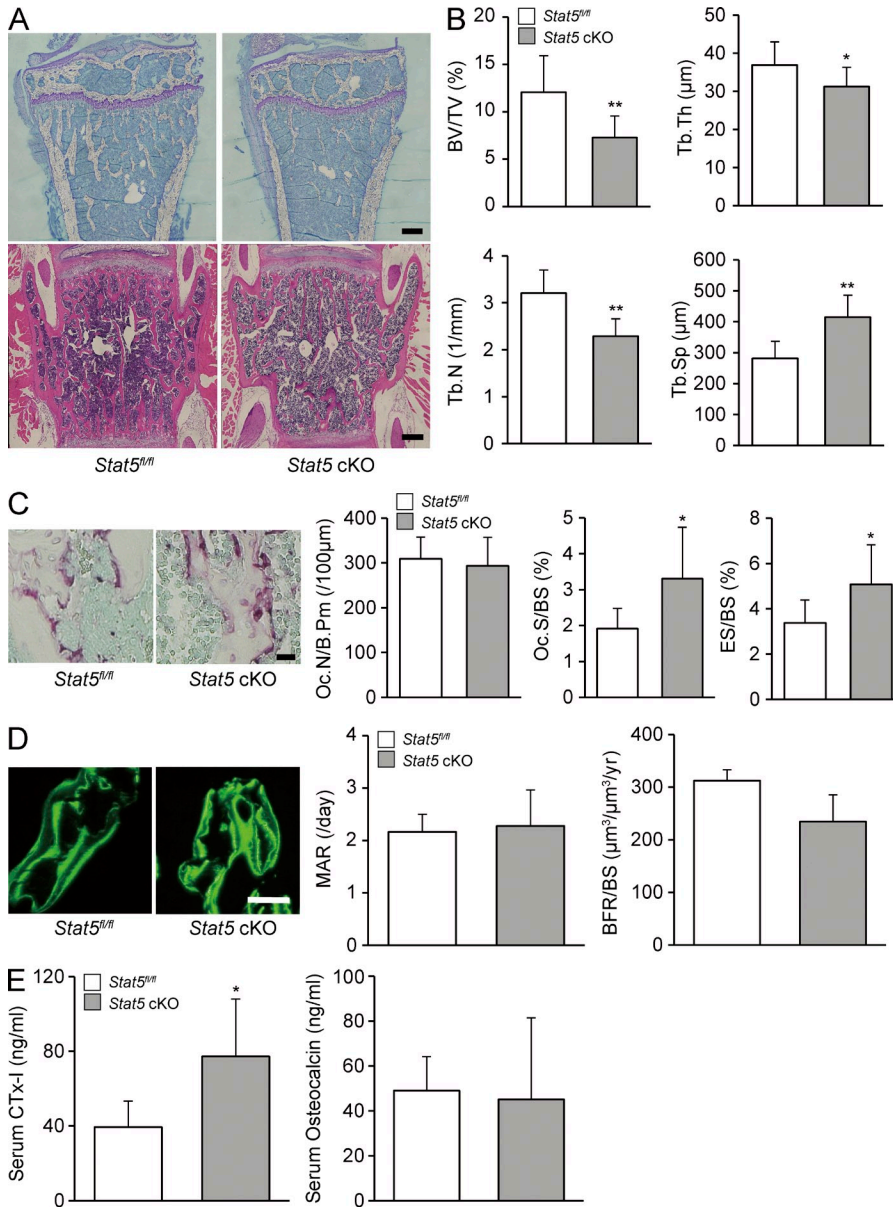 A
Stat5fl/fl
Stat5 cKO
B
Stat5fl/fl
Stat5 cKO
BV/TV (%)
20
15
10
5
0
**
Tb.Th (μm)
50
40
30
20
10
0
*
Tb.N (1/mm)
4
3
2
1
0
**
Tb.Sp (μm)
600
500
400
300
200
100
0
**
C
Stat5fl/fl
Stat5 cKO
Oc.N/B.Pm (/100μm)
400
300
200
100
0
Stat5fl/fl
Stat5 cKO
Oc.S/BS (%)
5
4
3
2
1
0
*
ES/BS (%)
8
6
4
2
0
*
D
Stat5fl/fl
Stat5 cKO
MAR (/day)
4
3
2
1
0
Stat5fl/fl
Stat5 cKO
BFR/BS (μm3/μm3/yr)
400
300
200
100
0
E
Serum CTx-I (ng/ml)
120
80
40
0
Stat5fl/fl
Stat5 cKO
*
Serum Osteocalcin (ng/ml)
100
80
60
40
20
0